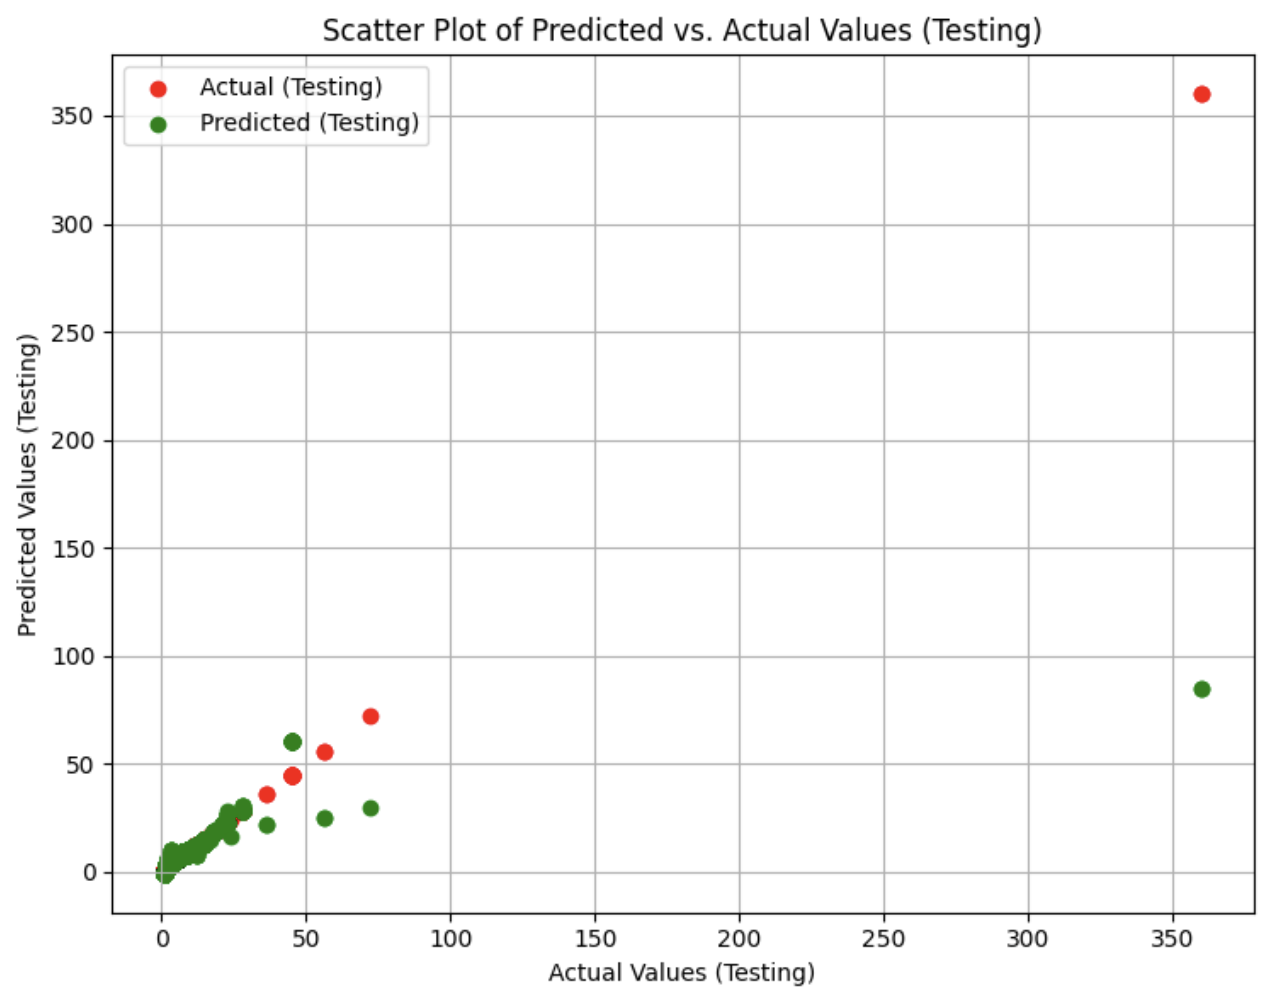 Scatter Plot of Predicted vs. Actual Values (Testing)
Actual (Testing)
Predicted (Testing)
Predicted Values (Testing)
350
300
250
200
150
100
50
0
0 50 100 150 200 250 300 350
Actual Values (Testing)